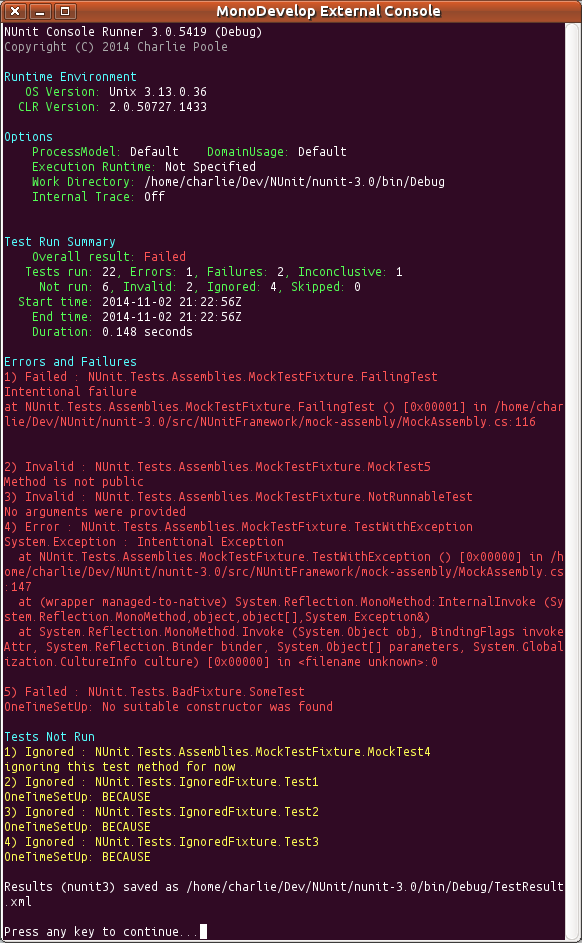 MonoDevelop External Console
NUnit Console Runner 3.0.5419 (Debug)
Copyright (C) 2014 Charlie Poole
Runtime Environment
   OS Version: Unix 3.13.0.36
  CLR Version: 2.0.50727.1433
Options
    ProcessModel: Default    DomainUsage: Default
    Execution Runtime: Not Specified
    Work Directory: /home/charlie/Dev/NUnit/nunit-3.0/bin/Debug
    Internal Trace: Off
Test Run Summary
    Overall result: Failed
   Tests run: 22, Errors: 1, Failures: 2, Inconclusive: 1
     Not run: 6, Invalid: 2, Ignored: 4, Skipped: 0
  Start time: 2014-11-02 21:22:56Z
    End time: 2014-11-02 21:22:56Z
    Duration: 0.148 seconds
Errors and Failures
1) Failed : NUnit.Tests.Assemblies.MockTestFixture.FailingTest
Intentional failure
at NUnit.Tests.Assemblies.MockTestFixture.FailingTest () [0x00001] in /home/char
lie/Dev/NUnit/nunit-3.0/src/NUnitFramework/mock-assembly/MockAssembly.cs:116
2) Invalid : NUnit.Tests.Assemblies.MockTestFixture.MockTest5
Method is not public
3) Invalid : NUnit.Tests.Assemblies.MockTestFixture.NotRunnableTest
No arguments were provided
4) Error : NUnit.Tests.Assemblies.MockTestFixture.TestWithException
System.Exception : Intentional Exception
  at NUnit.Tests.Assemblies.MockTestFixture.TestWithException () [0x00000] in /h
ome/charlie/Dev/NUnit/nunit-3.0/src/NUnitFramework/mock-assembly/MockAssembly.cs
:147
  at (wrapper managed-to-native) System.Reflection.MonoMethod:InternalInvoke (Sy
stem.Reflection.MonoMethod,object,object[],System.Exception&)
  at System.Reflection.MonoMethod.Invoke (System.Object obj, BindingFlags invoke
Attr, System.Reflection.Binder binder, System.Object[] parameters, System.Global
ization.CultureInfo culture) [0x00000] in <filename unknown>:0
5) Failed : NUnit.Tests.BadFixture.SomeTest
OneTimeSetUp: No suitable constructor was found
Tests Not Run
1) Ignored : NUnit.Tests.Assemblies.MockTestFixture.MockTest4
ignoring this test method for now
2) Ignored : NUnit.Tests.IgnoredFixture.Test1
OneTimeSetUp: BECAUSE
3) Ignored : NUnit.Tests.IgnoredFixture.Test2
OneTimeSetUp: BECAUSE
4) Ignored : NUnit.Tests.IgnoredFixture.Test3
OneTimeSetUp: BECAUSE
Results (nunit3) saved as /home/charlie/Dev/NUnit/nunit-3.0/bin/Debug/TestResult
.xml
Press any key to continue...